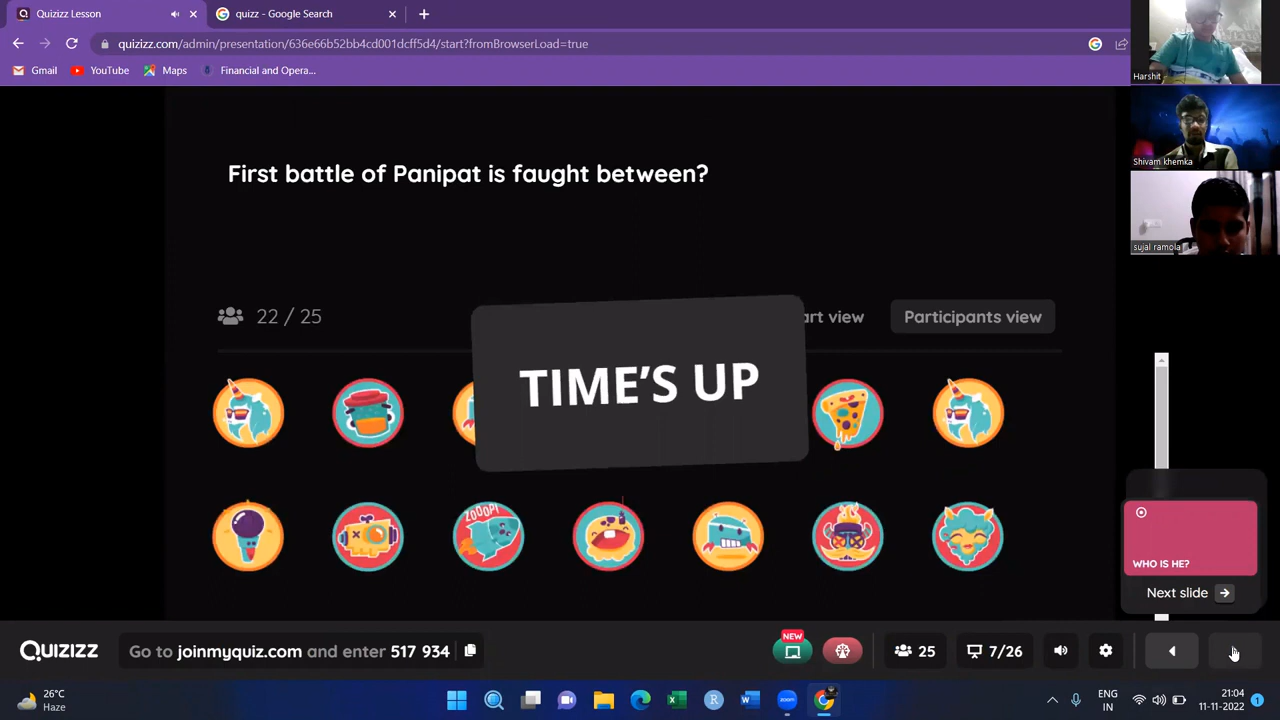 Quizizz Lesson
quizz - Google Search
quizizz.com/admin/presentation/636e66b52bb4cd001dcff5d4/start?fromBrowserLoad=true
Gmail
YouTube
Maps
Financial and Opera...
Harshit
Shivam khemka
sujal ramola
First battle of Panipat is faught between?
22 / 25
art view
Participants view
TIME'S UP
ZOOOP!
WHO IS HE?
Next slide
Quizizz
Go to joinmyquiz.com and enter 517 934
NEW
25
7/26
26°C
Haze
ENG
IN
21:04
11-11-2022
1